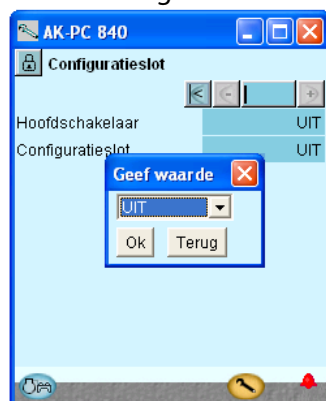 AK-PC 840
Configuratieslot
Hoofdschakelaar UIT
Configuratieslot UIT
Geef waarde
UIT
Ok Terug